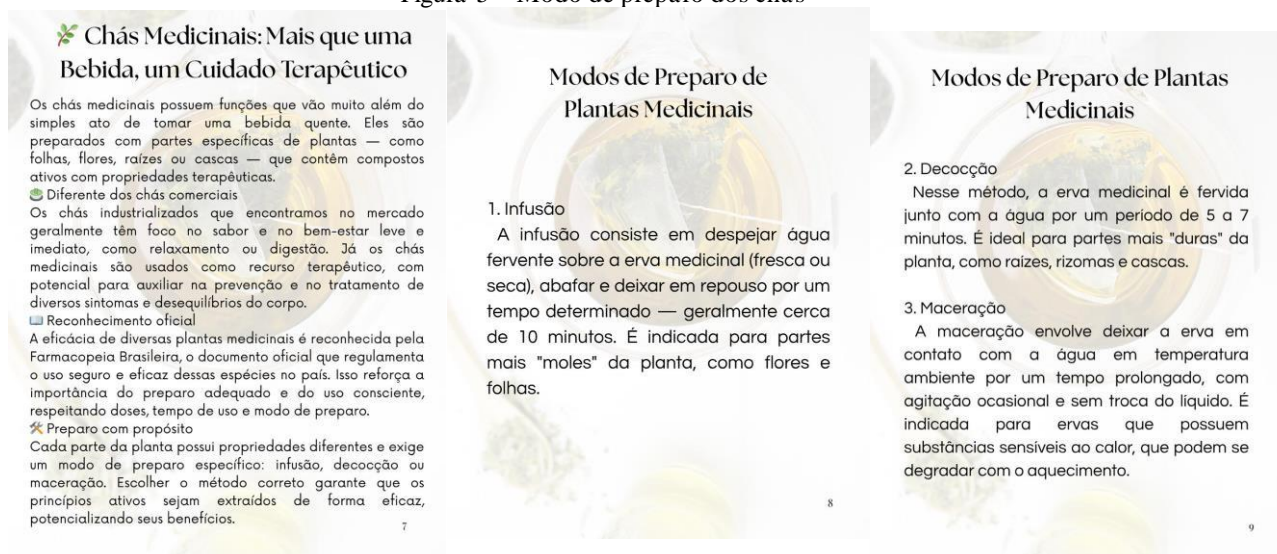 🌿 Chás Medicinais: Mais que uma
Bebida, um Cuidado Terapêutico
Os chás medicinais possuem funções que vão muito além do
simples ato de tomar uma bebida quente. Eles são
preparados com partes específicas de plantas — como
folhas, flores, raízes ou cascas — que contêm compostos
ativos com propriedades terapêuticas.
🍵 Diferente dos chás comerciais
Os chás industrializados que encontramos no mercado
geralmente têm foco no sabor e no bem-estar leve e
imediato, como relaxamento ou digestão. Já os chás
medicinais são usados como recurso terapêutico, com
potencial para auxiliar na prevenção e no tratamento de
diversos sintomas e desequilíbrios do corpo.
📖 Reconhecimento oficial
A eficácia de diversas plantas medicinais é reconhecida pela
Farmacopeia Brasileira, o documento oficial que regulamenta
o uso seguro e eficaz dessas espécies no país. Isso reforça a
importância do preparo adequado e do uso consciente,
respeitando doses, tempo de uso e modo de preparo.
🛠 Preparo com propósito
Cada parte da planta possui propriedades diferentes e exige
um modo de preparo específico: infusão, decocção ou
maceração. Escolher o método correto garante que os
princípios ativos sejam extraídos de forma eficaz,
potencializando seus benefícios.
7
Modos de Preparo de
Plantas Medicinais
1. Infusão
A infusão consiste em despejar água
fervente sobre a erva medicinal (fresca ou
seca), abafar e deixar em repouso por um
tempo determinado — geralmente cerca
de 10 minutos. É indicada para partes
mais "moles" da planta, como flores e
folhas.
8
Modos de Preparo de Plantas
Medicinais
2. Decocção
Nesse método, a erva medicinal é fervida
junto com a água por um período de 5 a 7
minutos. É ideal para partes mais "duras" da
planta, como raízes, rizomas e cascas.
3. Maceração
A maceração envolve deixar a erva em
contato com a água em temperatura
ambiente por um tempo prolongado, com
agitação ocasional e sem troca do líquido. É
indicada para ervas que possuem
substâncias sensíveis ao calor, que podem se
degradar com o aquecimento.
9